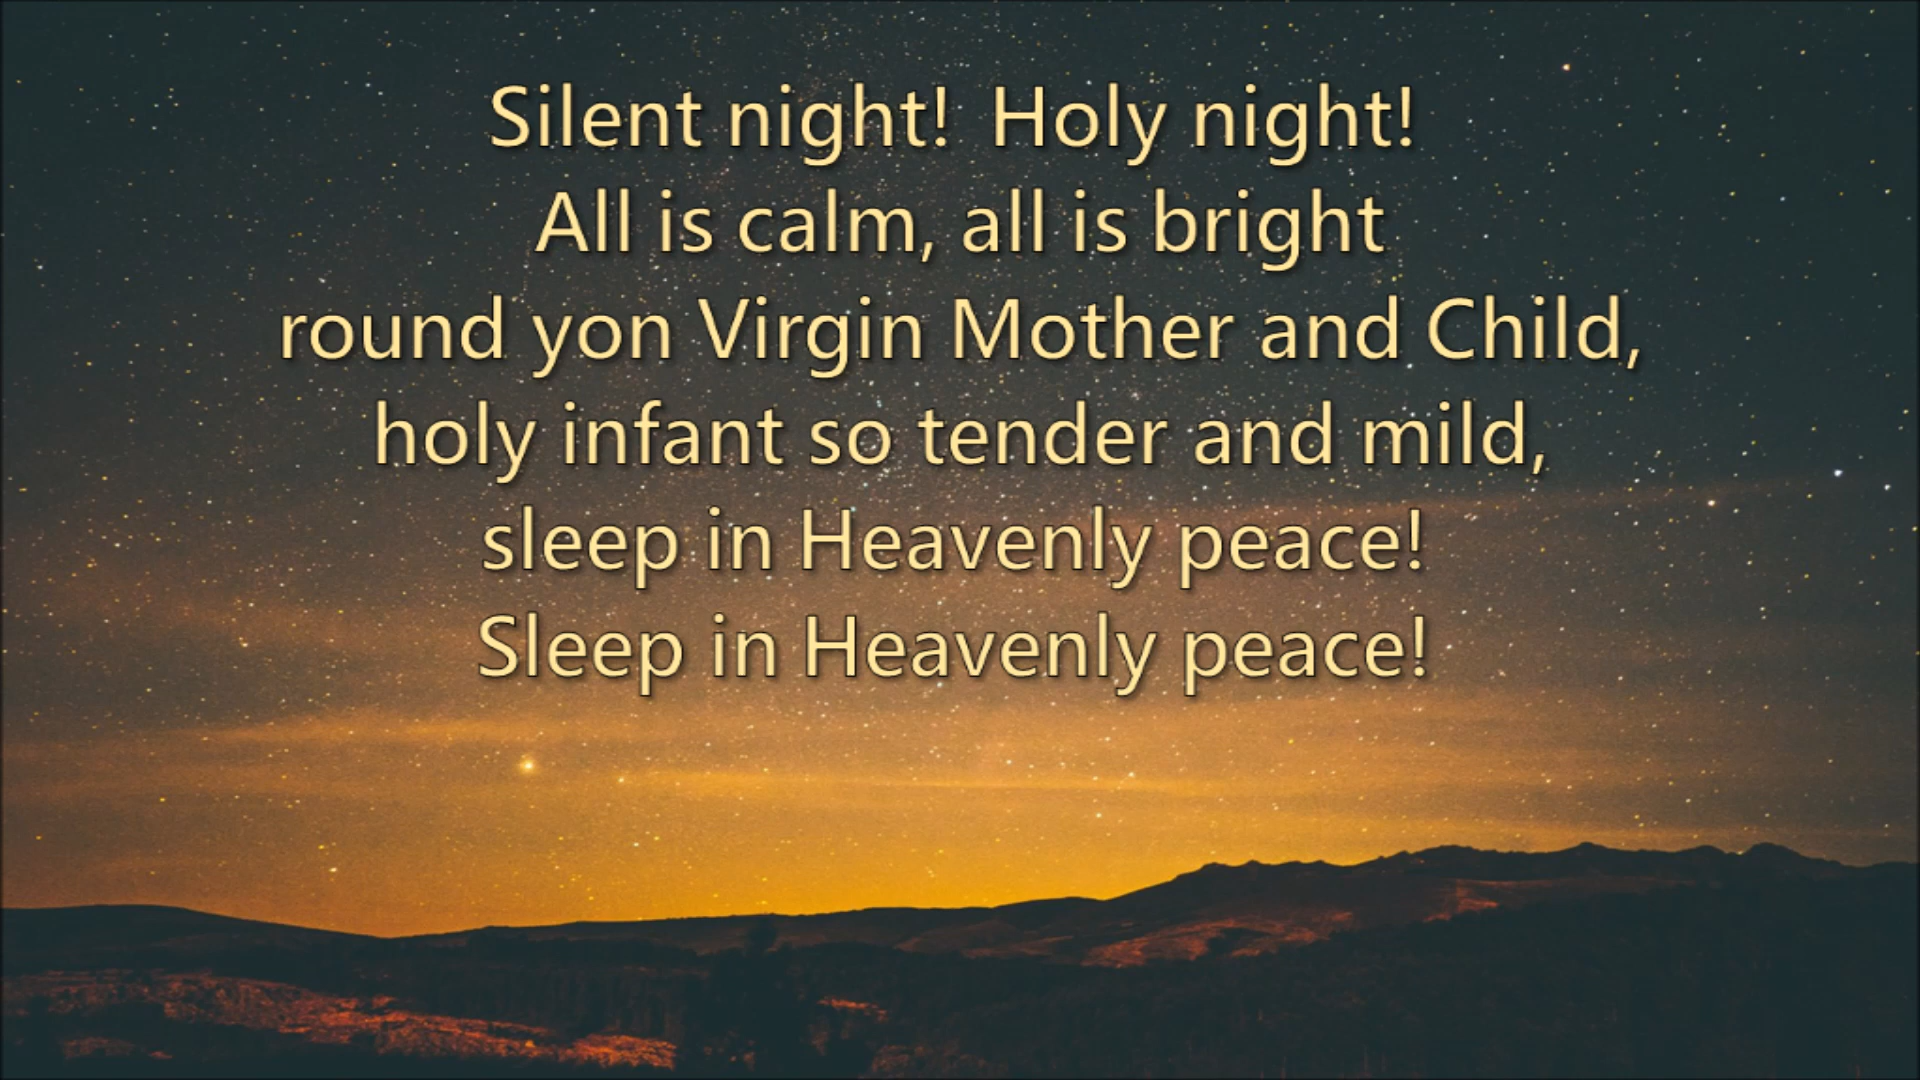 Silent night!  Holy night!
All is calm, all is bright
round yon Virgin Mother and Child,
holy infant so tender and mild,
sleep in Heavenly peace!
Sleep in Heavenly peace!